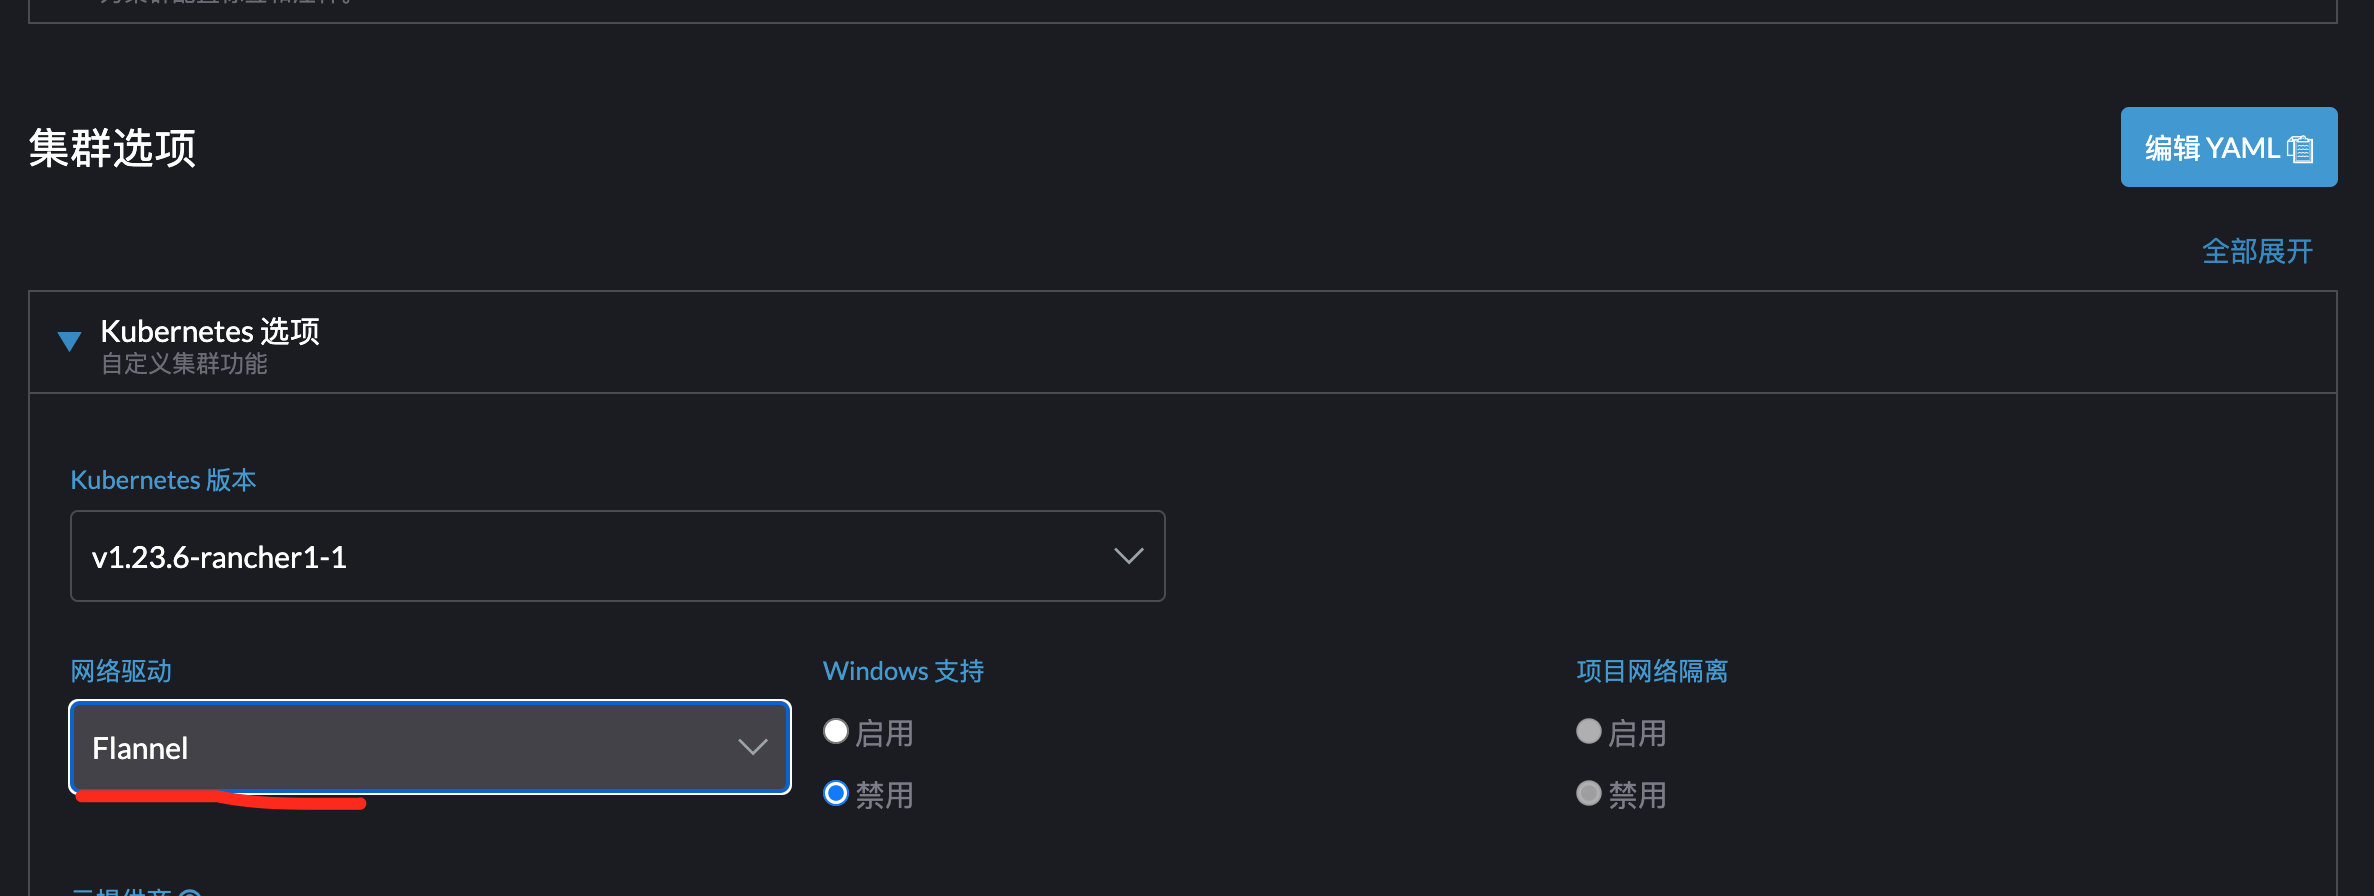 集群选项
编辑 YAML
全部展开
Kubernetes 选项
自定义集群功能
Kubernetes 版本
v1.23.6-rancher1-1
网络驱动
Windows 支持
项目网络隔离
Flannel
启用
启用
禁用
禁用